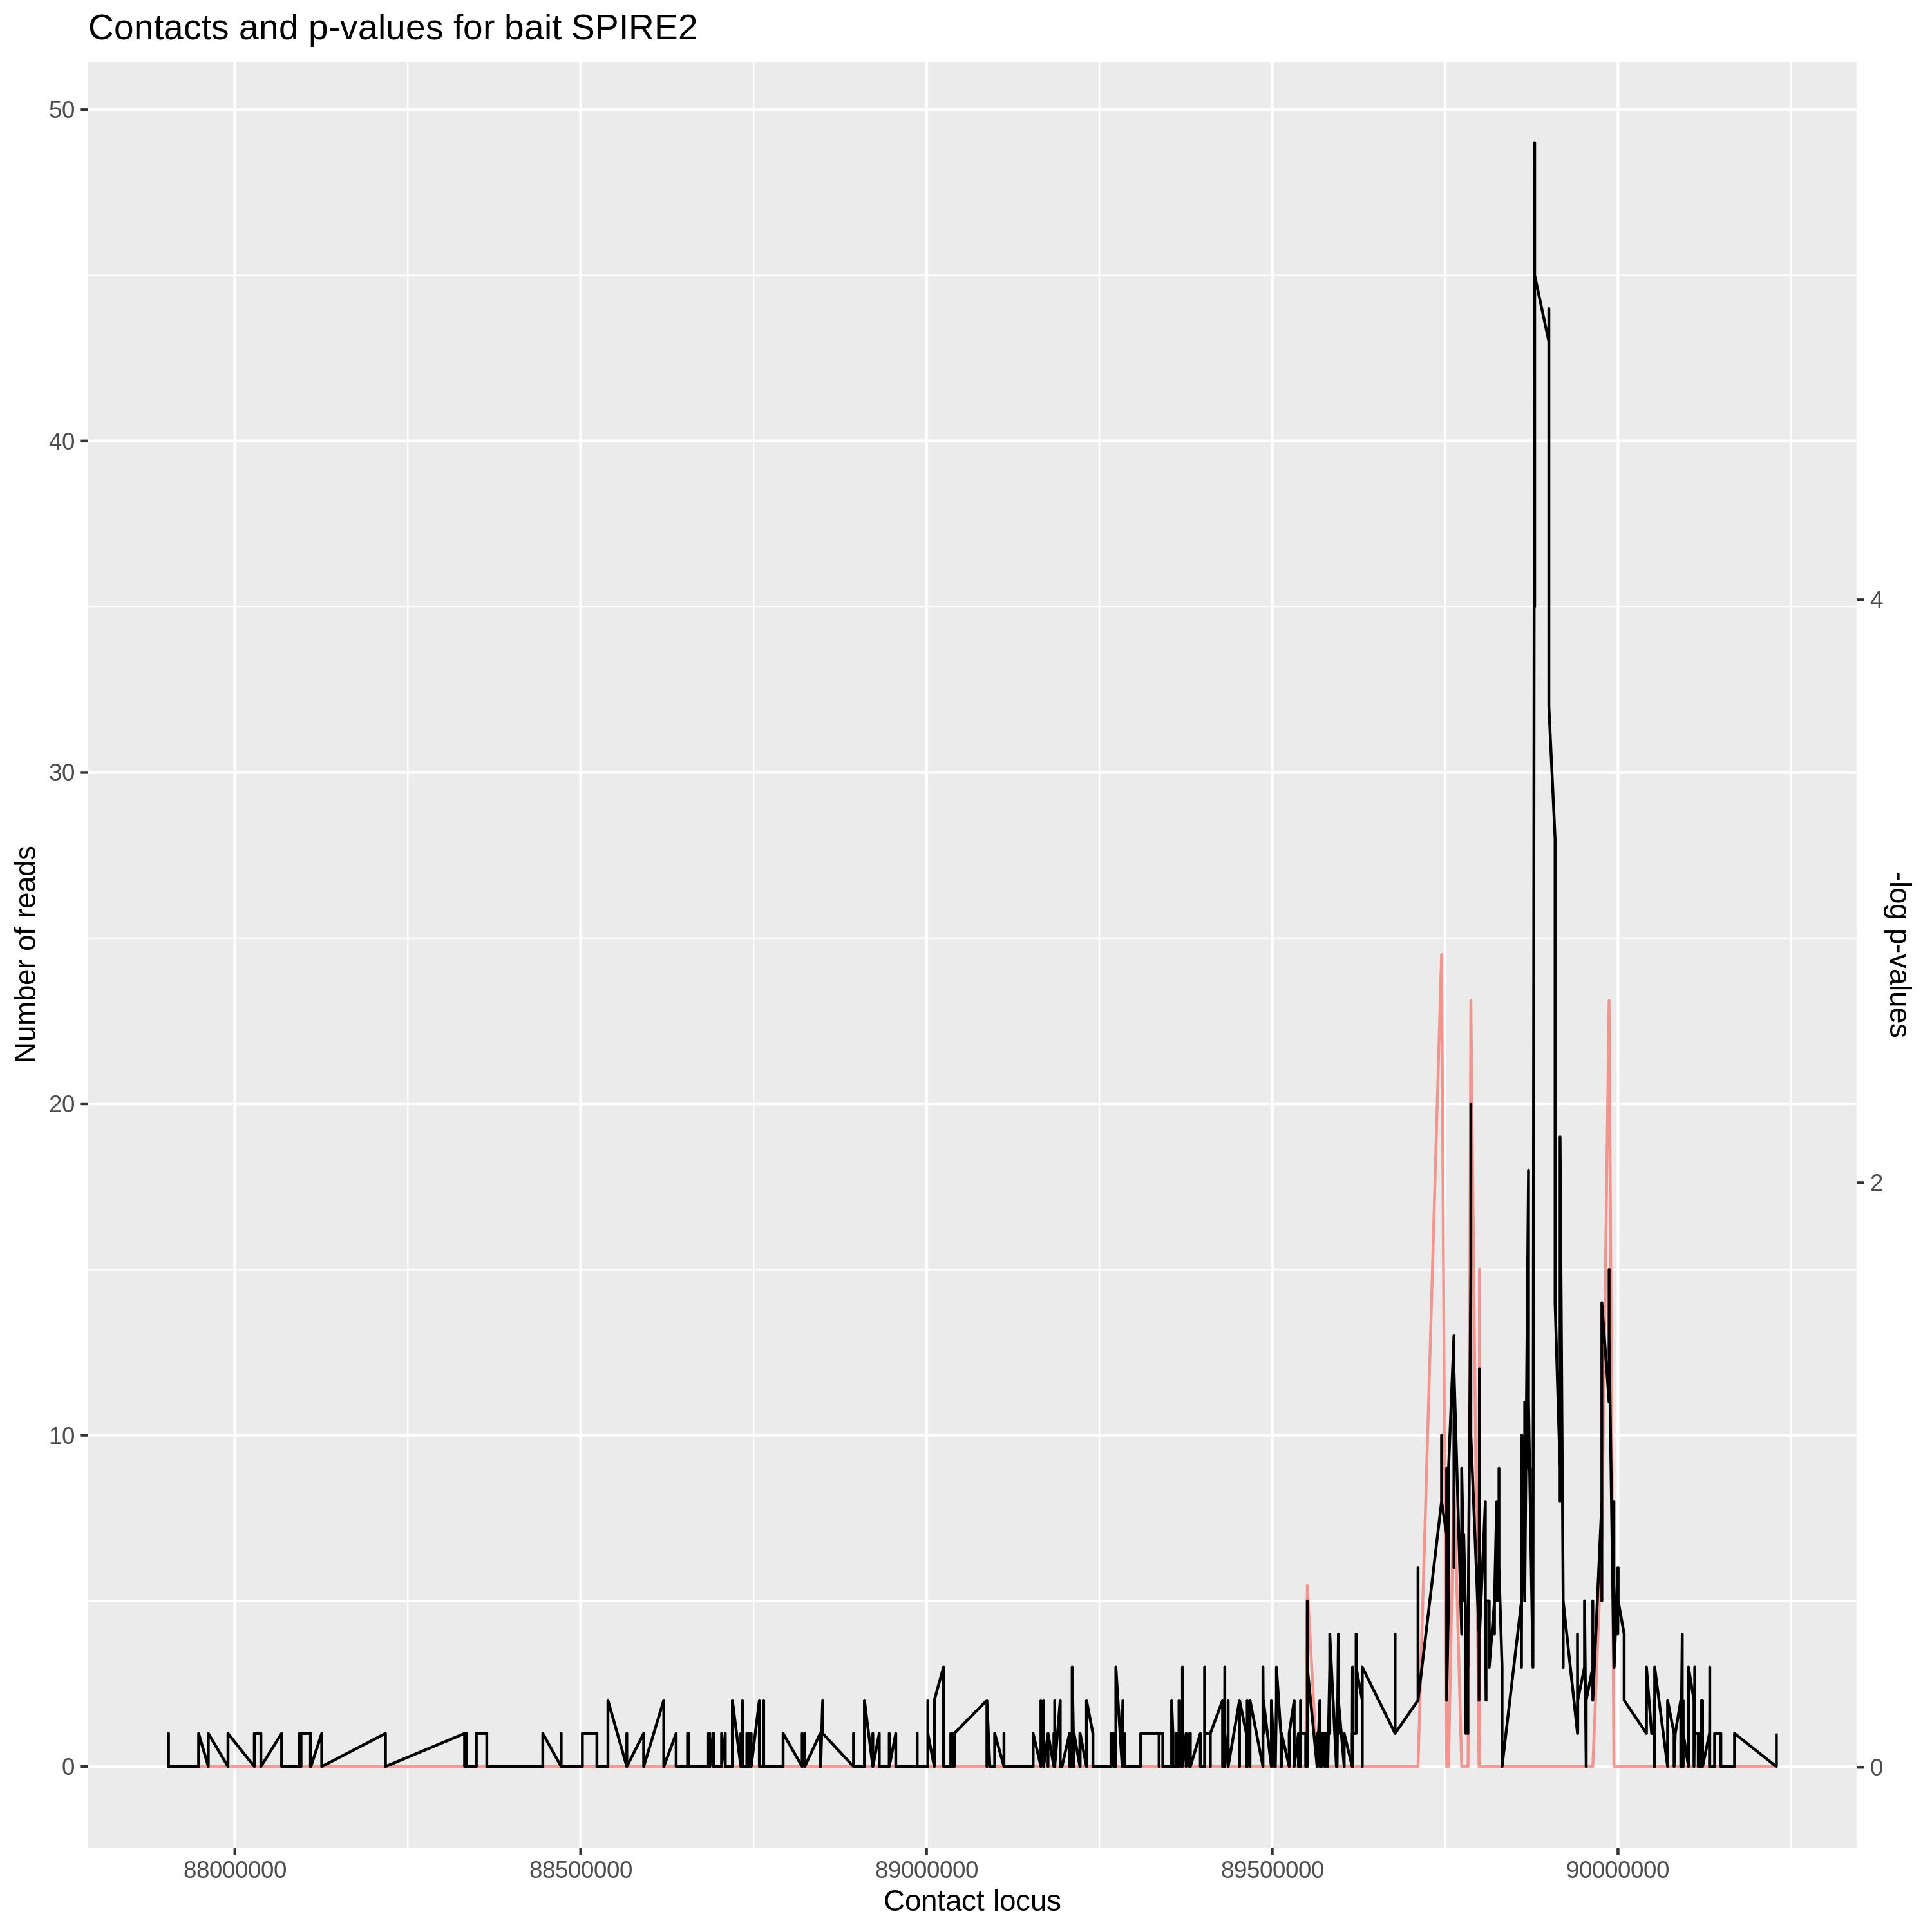 Contacts and p-values for bait SPIRE2
50
40
30
20
10
0
Number of reads
4
2
0
-log p-values
88000000 88500000 89000000 89500000 90000000
Contact locus